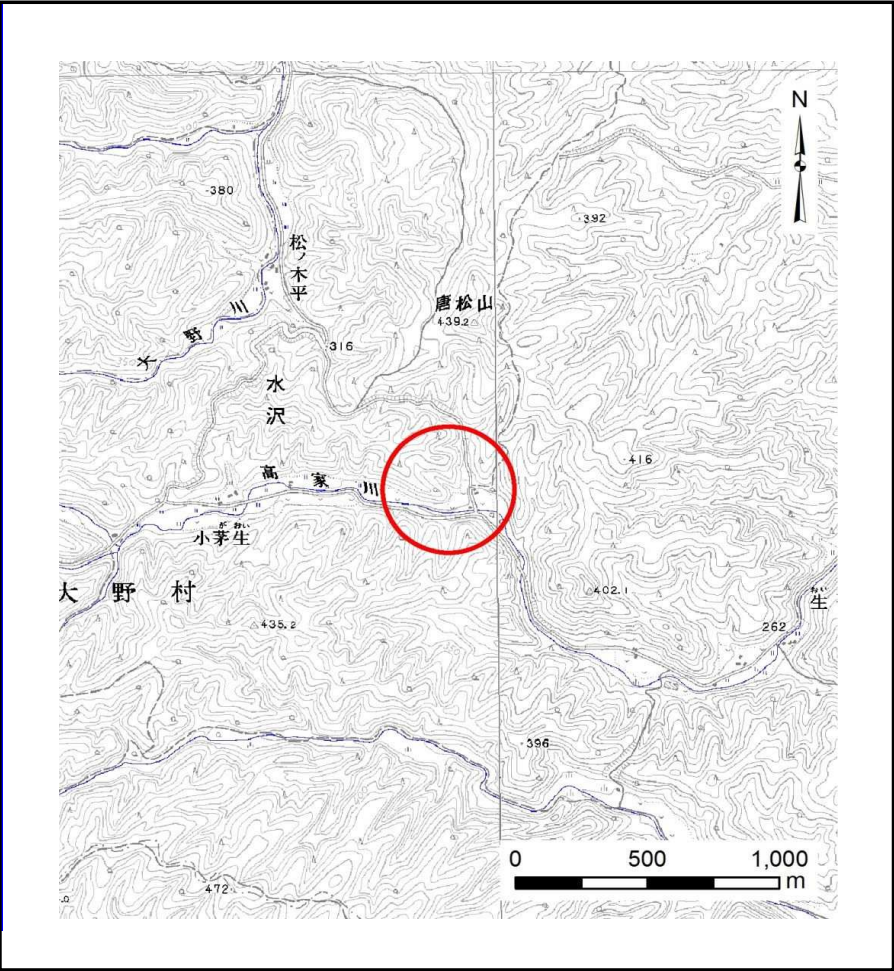 N
380
松ノ木平
392
唐松山
439.2
大野川
316
水沢
416
高家川
がおい
小茅生
大野村
402.1
おい
生
435.2
262
396
0 500 1,000
m
472